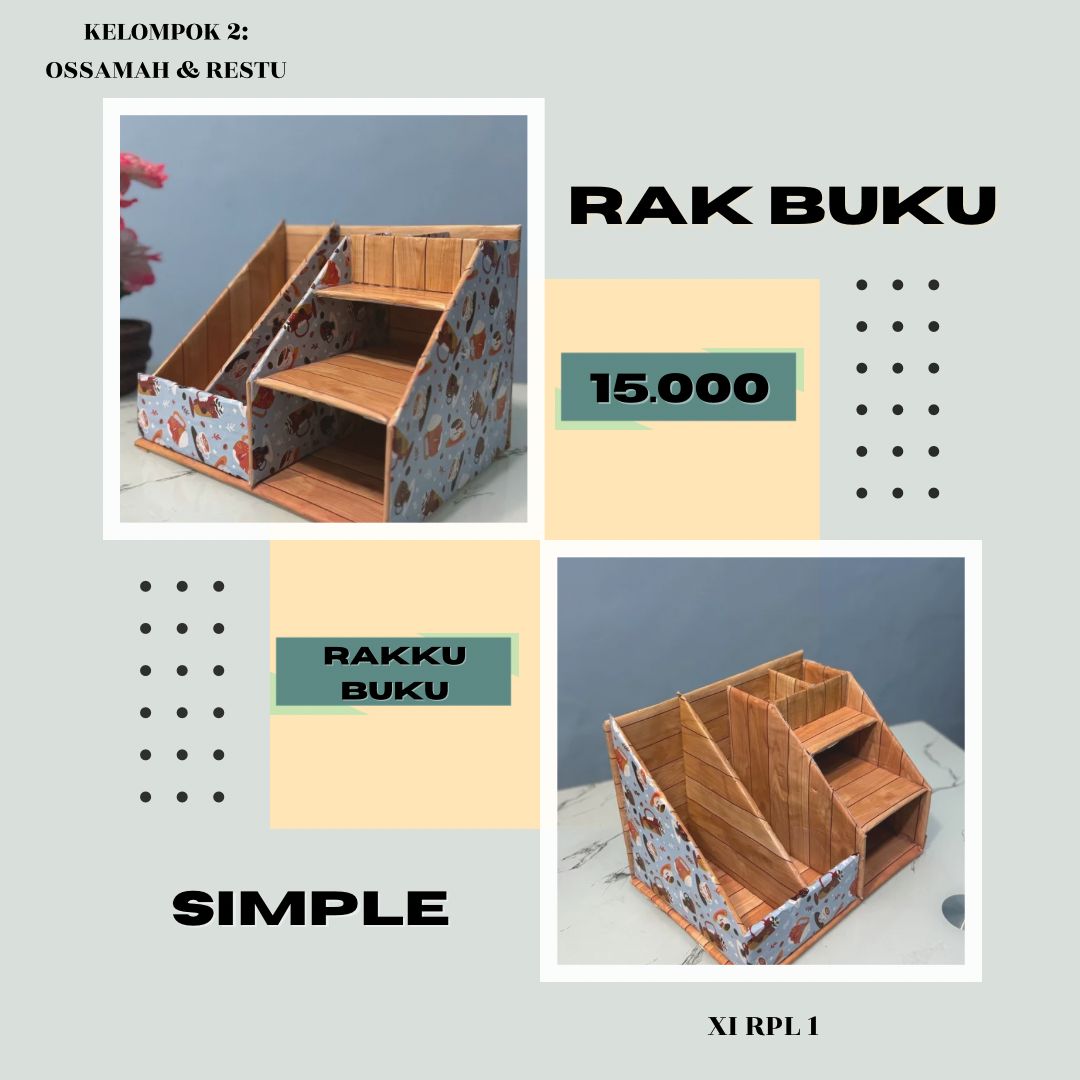 KELOMPOK 2:
OSSAMAH & RESTU
RAK BUKU
15.000
RAKKU
BUKU
SIMPLE
XI RPL 1